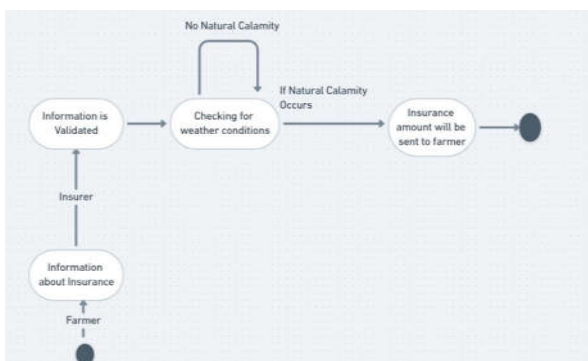 No Natural Calamity
If Natural Calamity
Occurs
Information is
Validated
Checking for
weather conditions
Insurance
amount will be
sent to farmer
Insurer
Information
about Insurance
Farmer